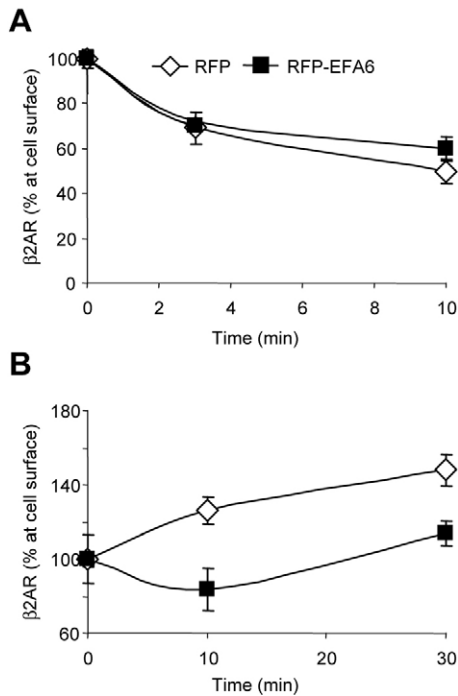 A
RFP RFP-EFA6
β2AR (% at cell surface)
100
80
60
40
20
0
0 2 4 6 8 10
Time (min)
B
β2AR (% at cell surface)
180
140
100
60
0 10 20 30
Time (min)